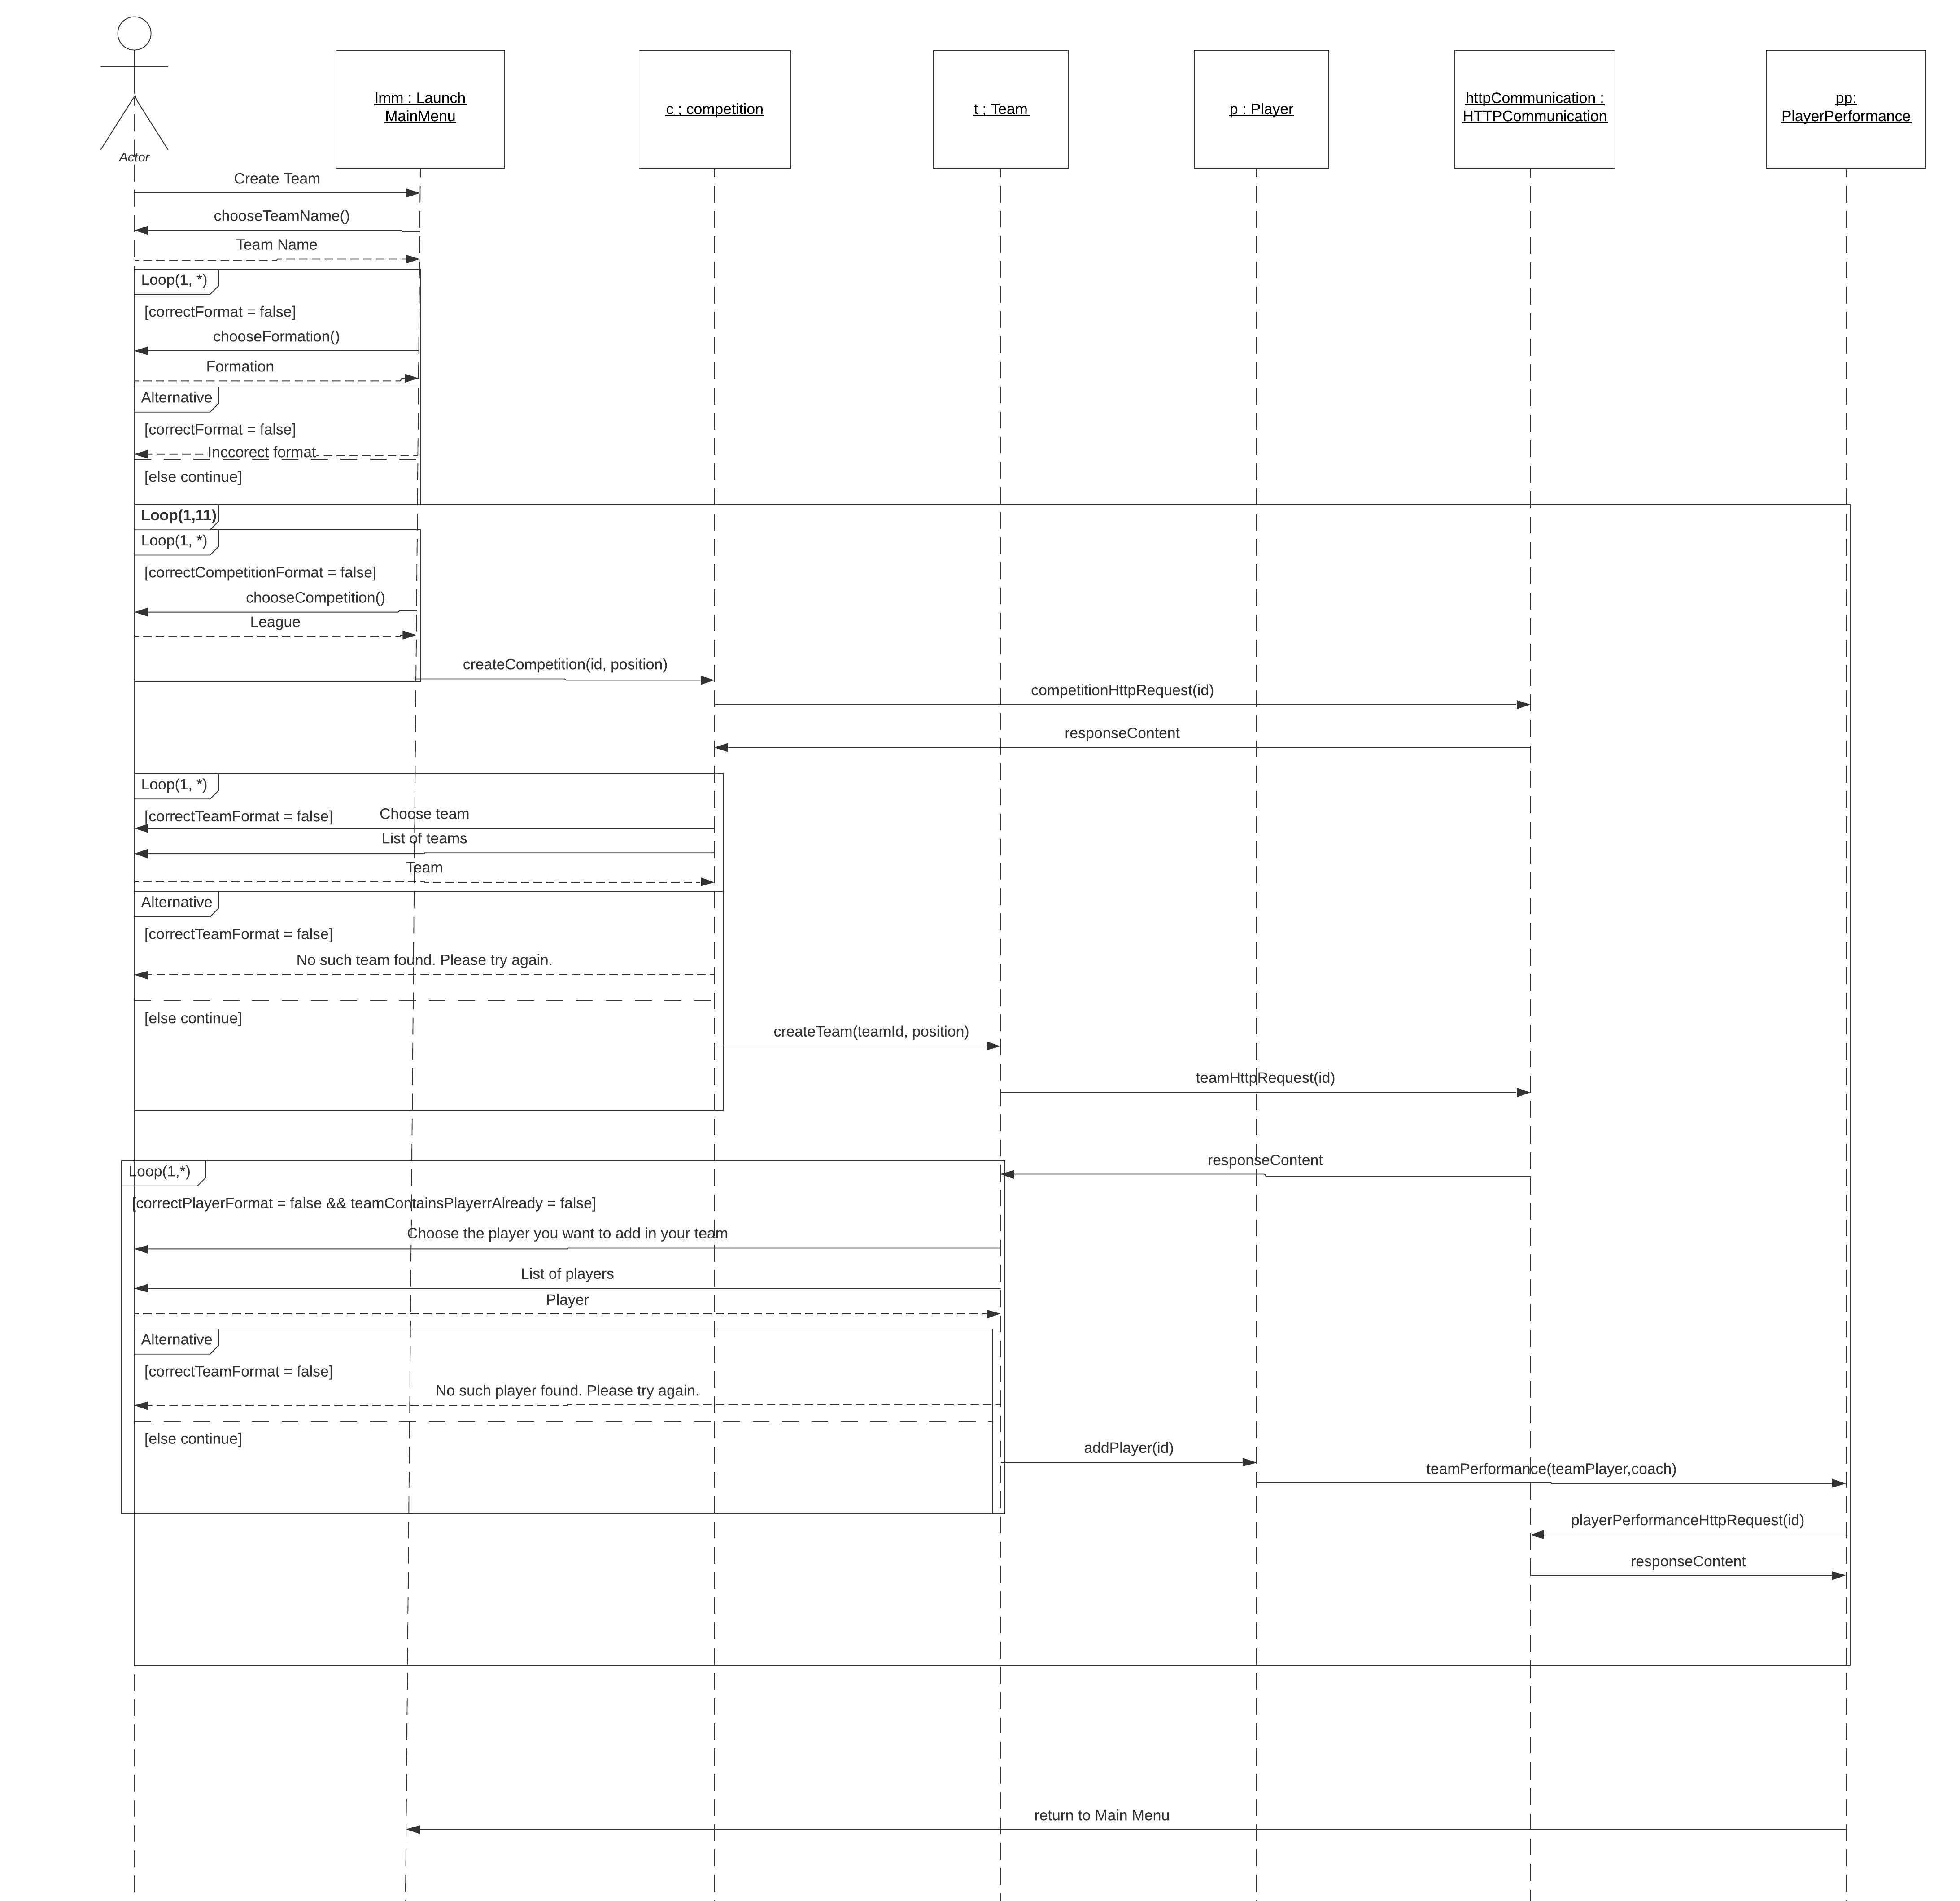 Actor
lmm : Launch
MainMenu
c ; competition
t ; Team
p : Player
httpCommunication :
HTTPCommunication
pp:
PlayerPerformance
Create Team
chooseTeamName()
Team Name
Loop(1, *)
[correctFormat = false]
chooseFormation()
Formation
Alternative
[correctFormat = false]
Inccorect format
[else continue]
Loop(1,11)
Loop(1, *)
[correctCompetitionFormat = false]
chooseCompetition()
League
createCompetition(id, position)
competitionHttpRequest(id)
responseContent
Loop(1, *)
[correctTeamFormat = false]
Choose team
List of teams
Team
Alternative
[correctTeamFormat = false]
No such team found. Please try again.
[else continue]
createTeam(teamId, position)
teamHttpRequest(id)
responseContent
Loop(1,*)
[correctPlayerFormat = false && teamContainsPlayerrAlready = false]
Choose the player you want to add in your team
List of players
Player
Alternative
[correctTeamFormat = false]
No such player found. Please try again.
[else continue]
addPlayer(id)
teamPerformance(teamPlayer,coach)
playerPerformanceHttpRequest(id)
responseContent
return to Main Menu